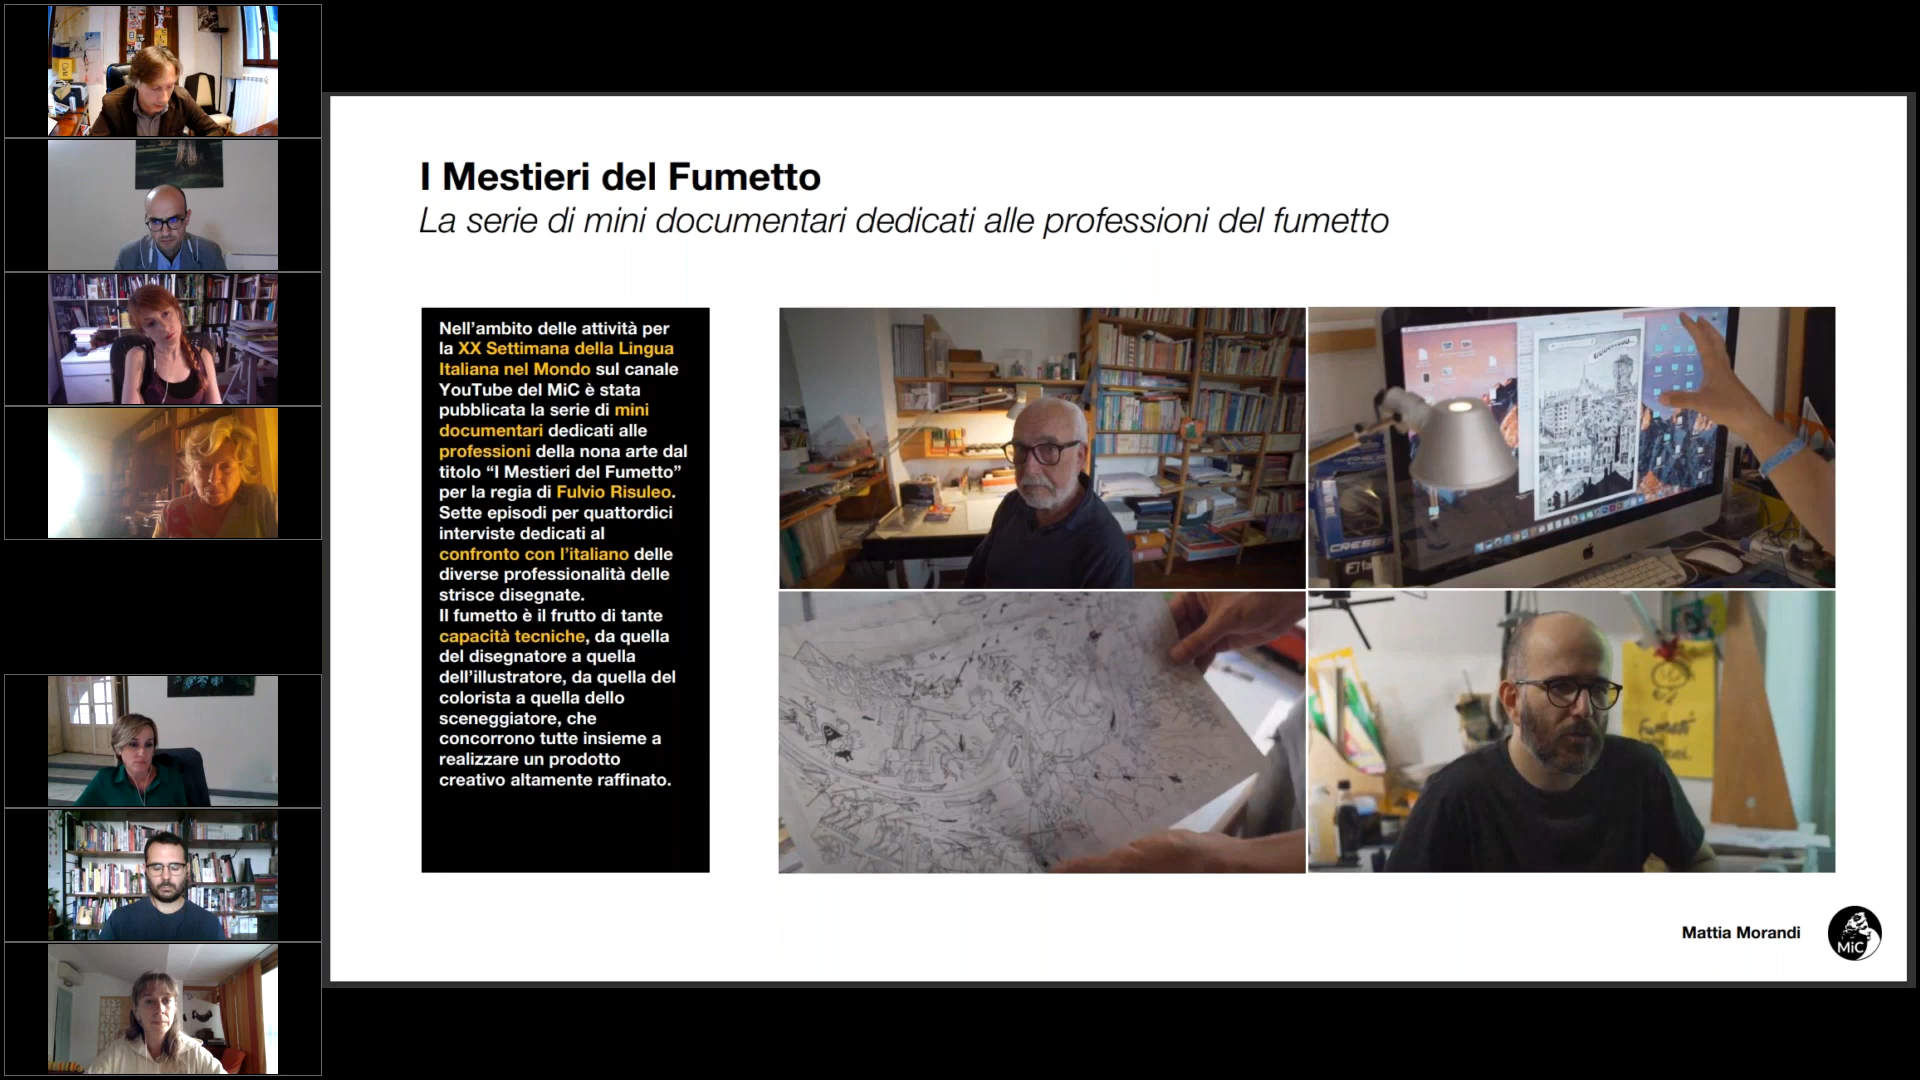 I Mestieri del Fumetto
La serie di mini documentari dedicati alle professioni del fumetto
Nell’ambito delle attività per
la XX Settimana della Lingua
Italiana nel Mondo sul canale
YouTube del MiC è stata
pubblicata la serie di mini
documentari dedicati alle
professioni della nona arte dal
titolo “I Mestieri del Fumetto”
per la regia di Fulvio Risuleo.
Sette episodi per quattordici
interviste dedicati al
confronto con l’italiano delle
diverse professionalità delle
strisce disegnate.
Il fumetto è il frutto di tante
capacità tecniche, da quella
del disegnatore a quella
dell’illustratore, da quella del
colorista a quella dello
sceneggiatore, che
concorrono tutte insieme a
realizzare un prodotto
creativo altamente raffinato.
Mattia Morandi
MiC